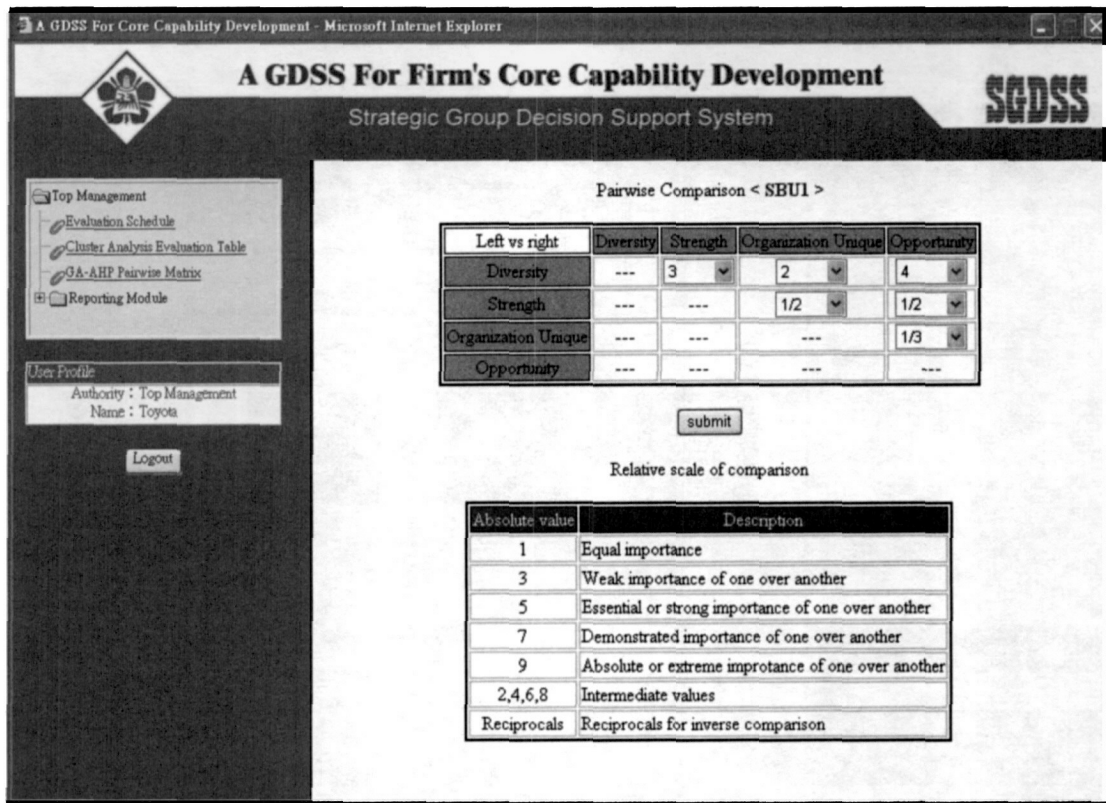 A GDSS For Core Capability Development - Microsoft Internet Explorer
A GDSS For Firm's Core Capability Development
Strategic Group Decision Support System
SGDSS
Top Management
Evaluation Schedule
Cluster Analysis Evaluation Table
GA-AHP Pairwise Matrix
Reporting Module
User Profile
Authority : Top Management
Name : Toyota
Logout
Pairwise Comparison < SBU1 >
Left vs right Diversity Strength Organization Unique Opportunity
Diversity --- 3 2 4
Strength --- --- 1/2 1/2
Organization Unique --- --- --- 1/3
Opportunity --- --- --- ---
submit
Relative scale of comparison
Absolute value Description
1 Equal importance
3 Weak importance of one over another
5 Essential or strong importance of one over another
7 Demonstrated importance of one over another
9 Absolute or extreme improtance of one over another
2,4,6,8 Intermediate values
Reciprocals Reciprocals for inverse comparison